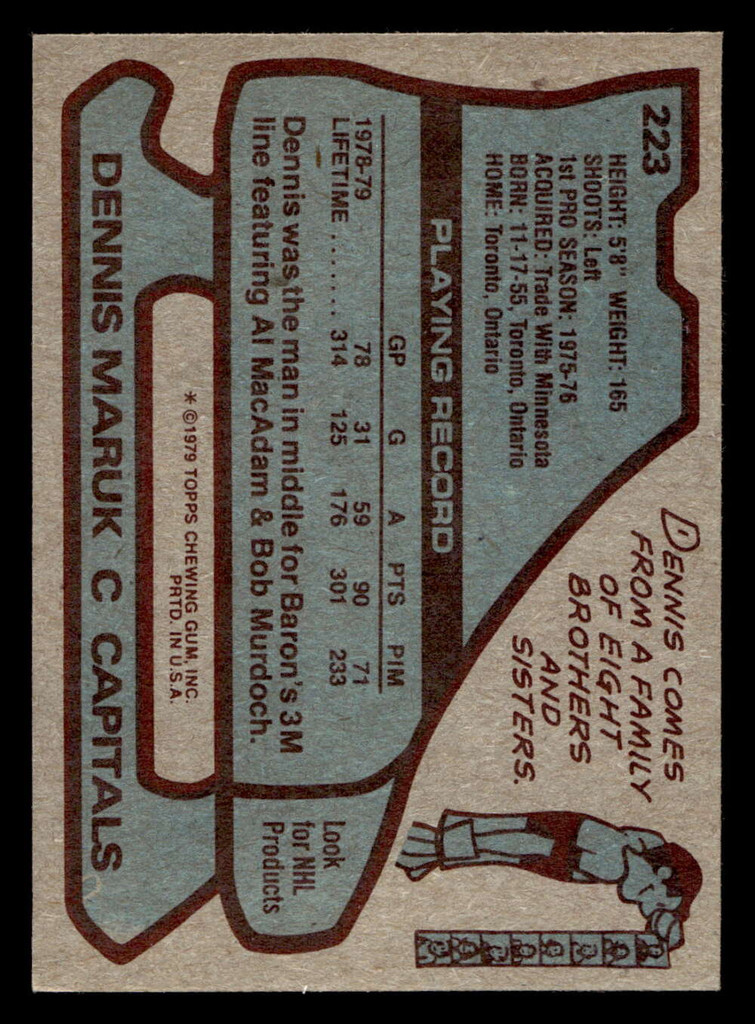 223
HEIGHT: 5'8" WEIGHT: 165
SHOOTS: Left
1st PRO SEASON: 1975-76
ACQUIRED: Trade With Minnesota
BORN: 11-17-55, Toronto, Ontario
HOME: Toronto, Ontario
DENNIS COMES
FROM A FAMILY
OF EIGHT
BROTHERS
AND
SISTERS.
PLAYING RECORD
GP G A PTS PIM
1978-79 78 31 59 90 71
LIFETIME ........ 314 125 176 301 233
Dennis was the man in middle for Baron's 3M
line featuring Al MacAdam & Bob Murdoch.
Look
for NHL
Products
* © 1979 TOPPS CHEWING GUM, INC.
PRTD. IN U.S.A.
DENNIS MARUK C CAPITALS